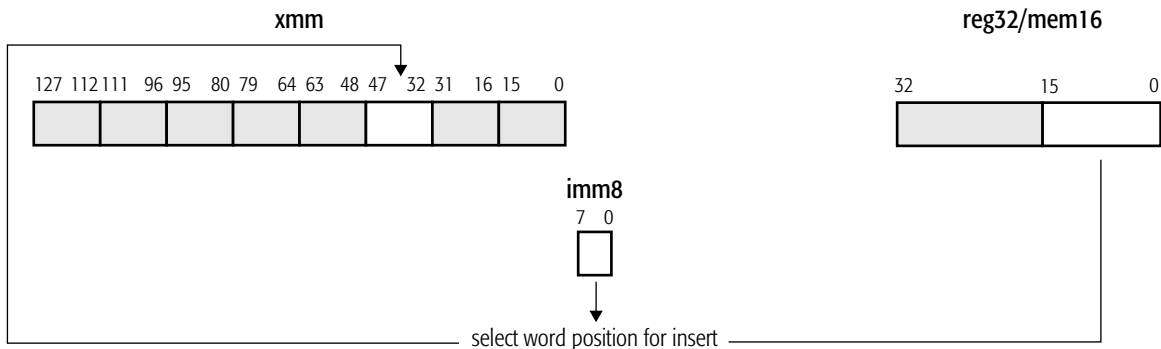 xmm reg32/mem16
127 112 111 96 95 80 79 64 63 48 47 32 31 16 15 0 32 15 0
imm8
7 0
select word position for insert